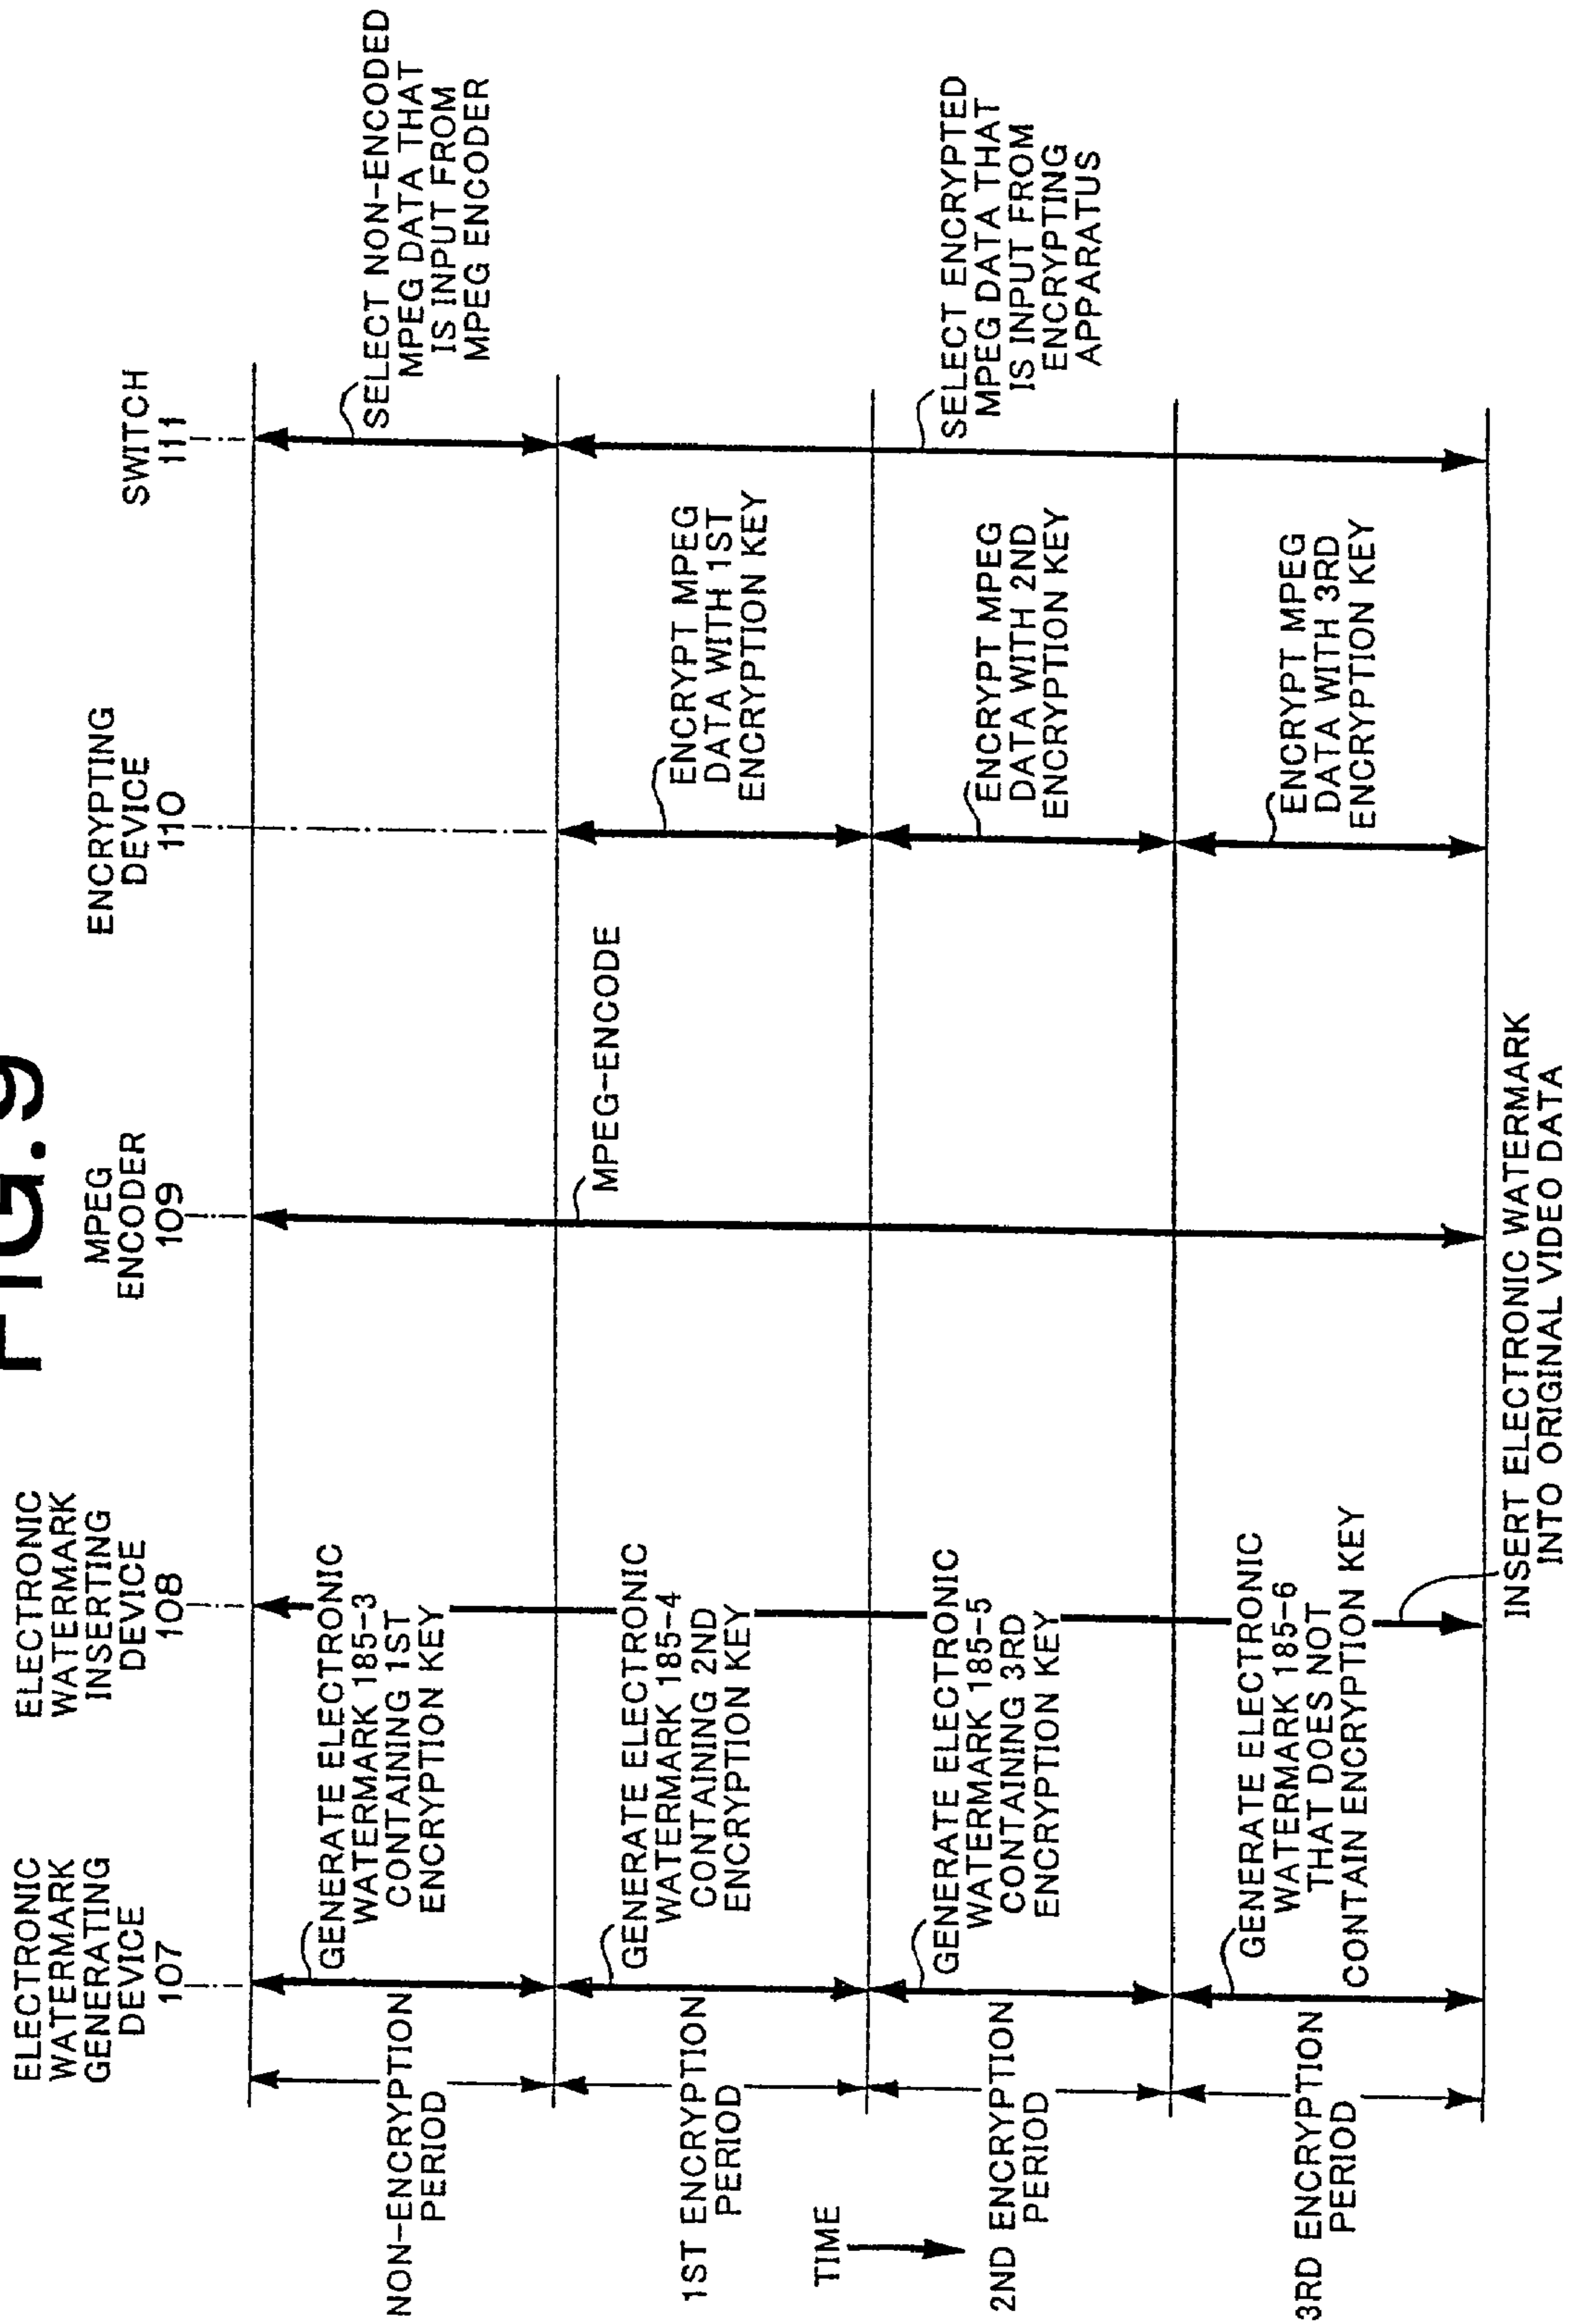 FIG.9
ELECTRONIC
WATERMARK
GENERATING
DEVICE
107
ELECTRONIC
WATERMARK
INSERTING
DEVICE
108
MPEG
ENCODER
109
ENCRYPTING
DEVICE
110
SWITCH
111
NON-ENCRYPTION
PERIOD
GENERATE ELECTRONIC
WATERMARK 185-3
CONTAINING 1ST
ENCRYPTION KEY
SELECT NON-ENCODED
MPEG DATA THAT
IS INPUT FROM
MPEG ENCODER
1ST ENCRYPTION
PERIOD
GENERATE ELECTRONIC
WATERMARK 185-4
CONTAINING 2ND
ENCRYPTION KEY
MPEG-ENCODE
ENCRYPT MPEG
DATA WITH 1ST
ENCRYPTION KEY
TIME
2ND ENCRYPTION
PERIOD
GENERATE ELECTRONIC
WATERMARK 185-5
CONTAINING 3RD
ENCRYPTION KEY
ENCRYPT MPEG
DATA WITH 2ND
ENCRYPTION KEY
SELECT ENCRYPTED
MPEG DATA THAT
IS INPUT FROM
ENCRYPTING
APPARATUS
3RD ENCRYPTION
PERIOD
GENERATE ELECTRONIC
WATERMARK 185-6
THAT DOES NOT
CONTAIN ENCRYPTION KEY
ENCRYPT MPEG
DATA WITH 3RD
ENCRYPTION KEY
INSERT ELECTRONIC WATERMARK
INTO ORIGINAL VIDEO DATA